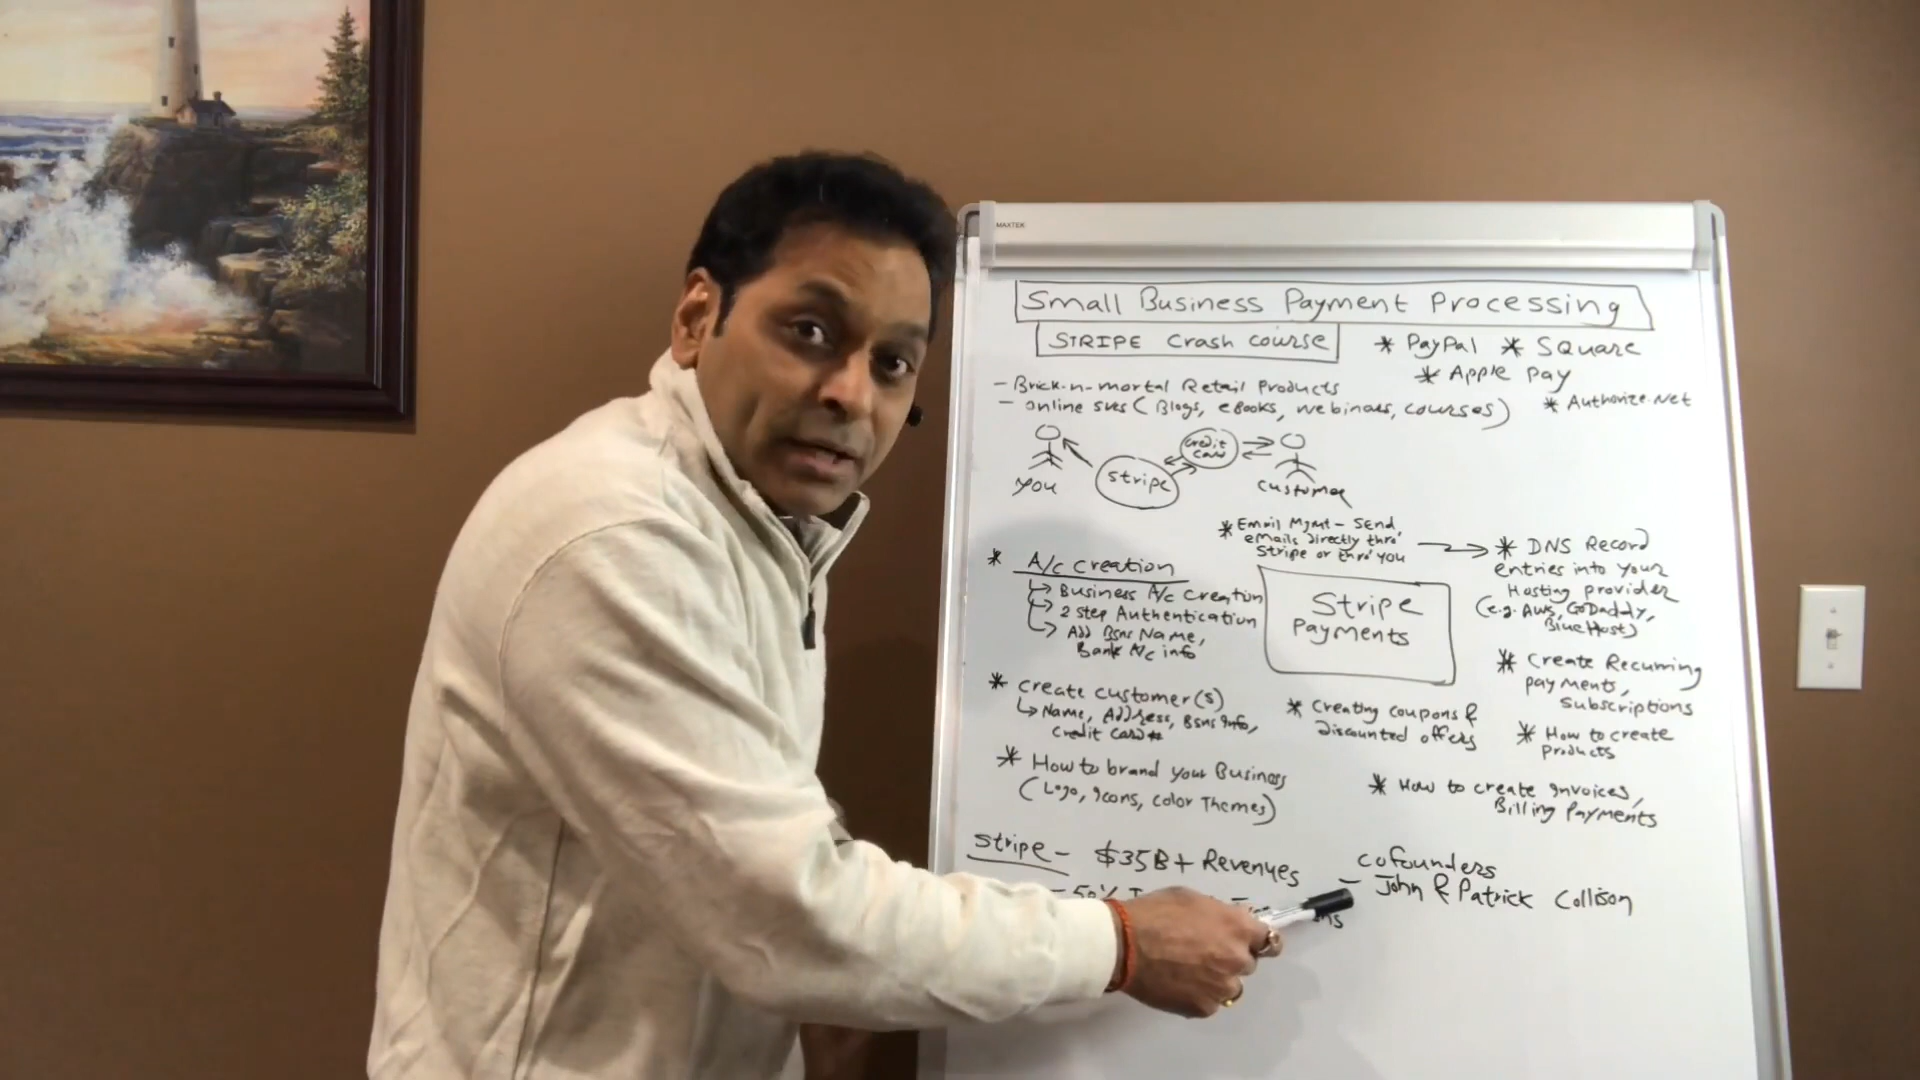 MAXTEK
Small Business Payment Processing
STRIPE Crash course
* PayPal * Square
* Apple Pay
* Authorize.Net
- Brick-n-mortal Retail Products
- Online svcs (Blogs, eBooks, webinars, courses)
you
stripe
credit
card
customer
* Email Mgmt - Send
emails directly thro'
Stripe or thro' you
* DNS Record
entries into your
Hosting provider
(e.g. AWS, GoDaddy,
BlueHost)
* A/c Creation
Business A/c Creation
2 step Authentication
Add Bsns Name,
Bank A/c info
Stripe
Payments
* Create Recurring
payments,
Subscriptions
* Create customer(s)
Name, Address, Bsns Info,
Credit Card#
* Creating coupons &
discounted offers
* How to create
products
* How to brand your Business
(Logo, Icons, Color Themes)
* How to create Invoices,
Billing Payments
Stripe - $35B+ Revenues
- 50%
cofounders
- John & Patrick Collison